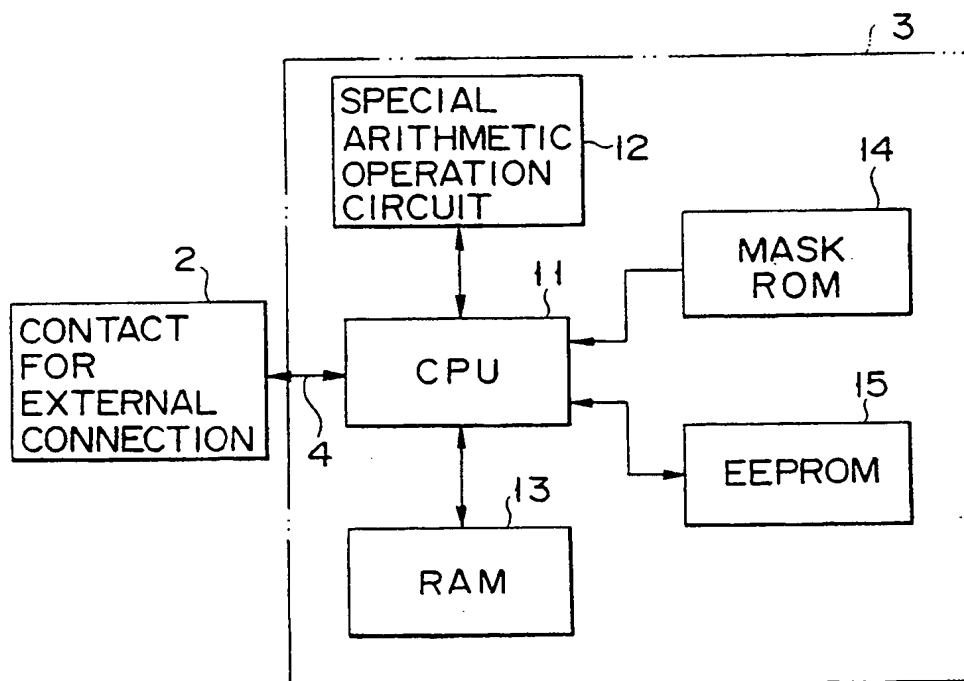 3
SPECIAL
ARITHMETIC
OPERATION
CIRCUIT
12
14
MASK
ROM
2
CONTACT
FOR
EXTERNAL
CONNECTION
11
CPU
4
15
EEPROM
13
RAM